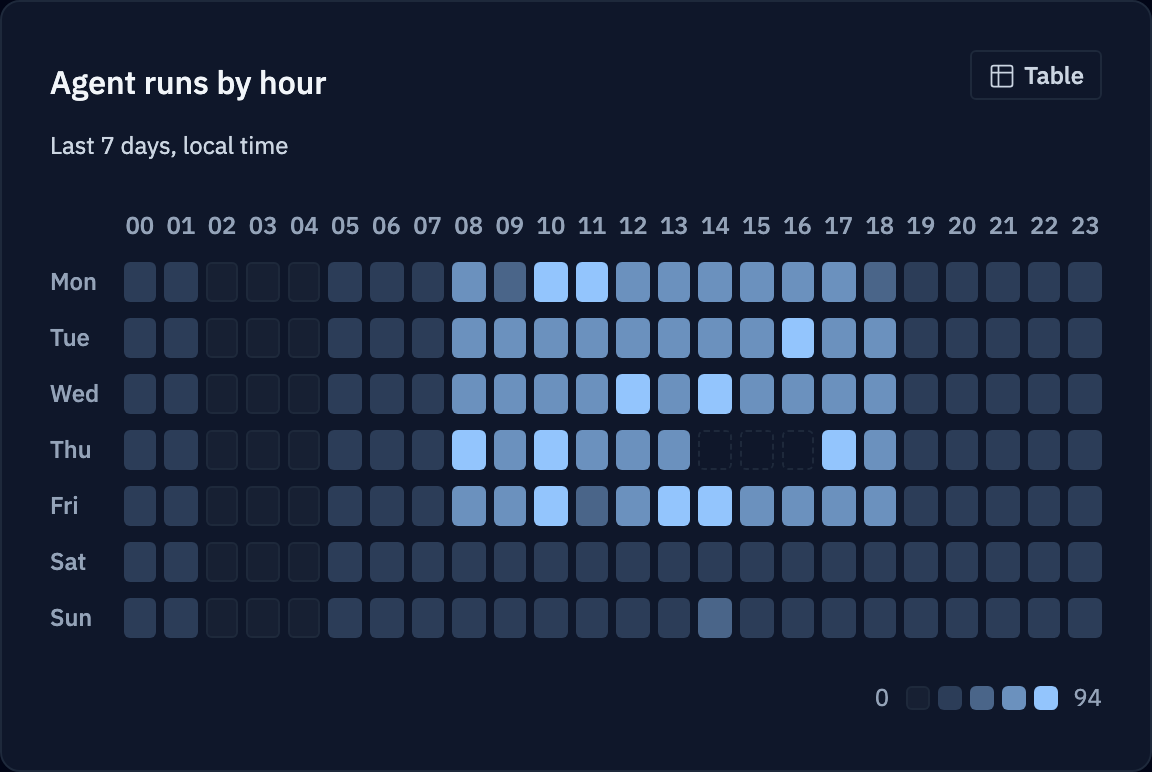 Agent runs by hour
Table
Last 7 days, local time
00 01 02 03 04 05 06 07 08 09 10 11 12 13 14 15 16 17 18 19 20 21 22 23
Mon
Tue
Wed
Thu
Fri
Sat
Sun
0 94